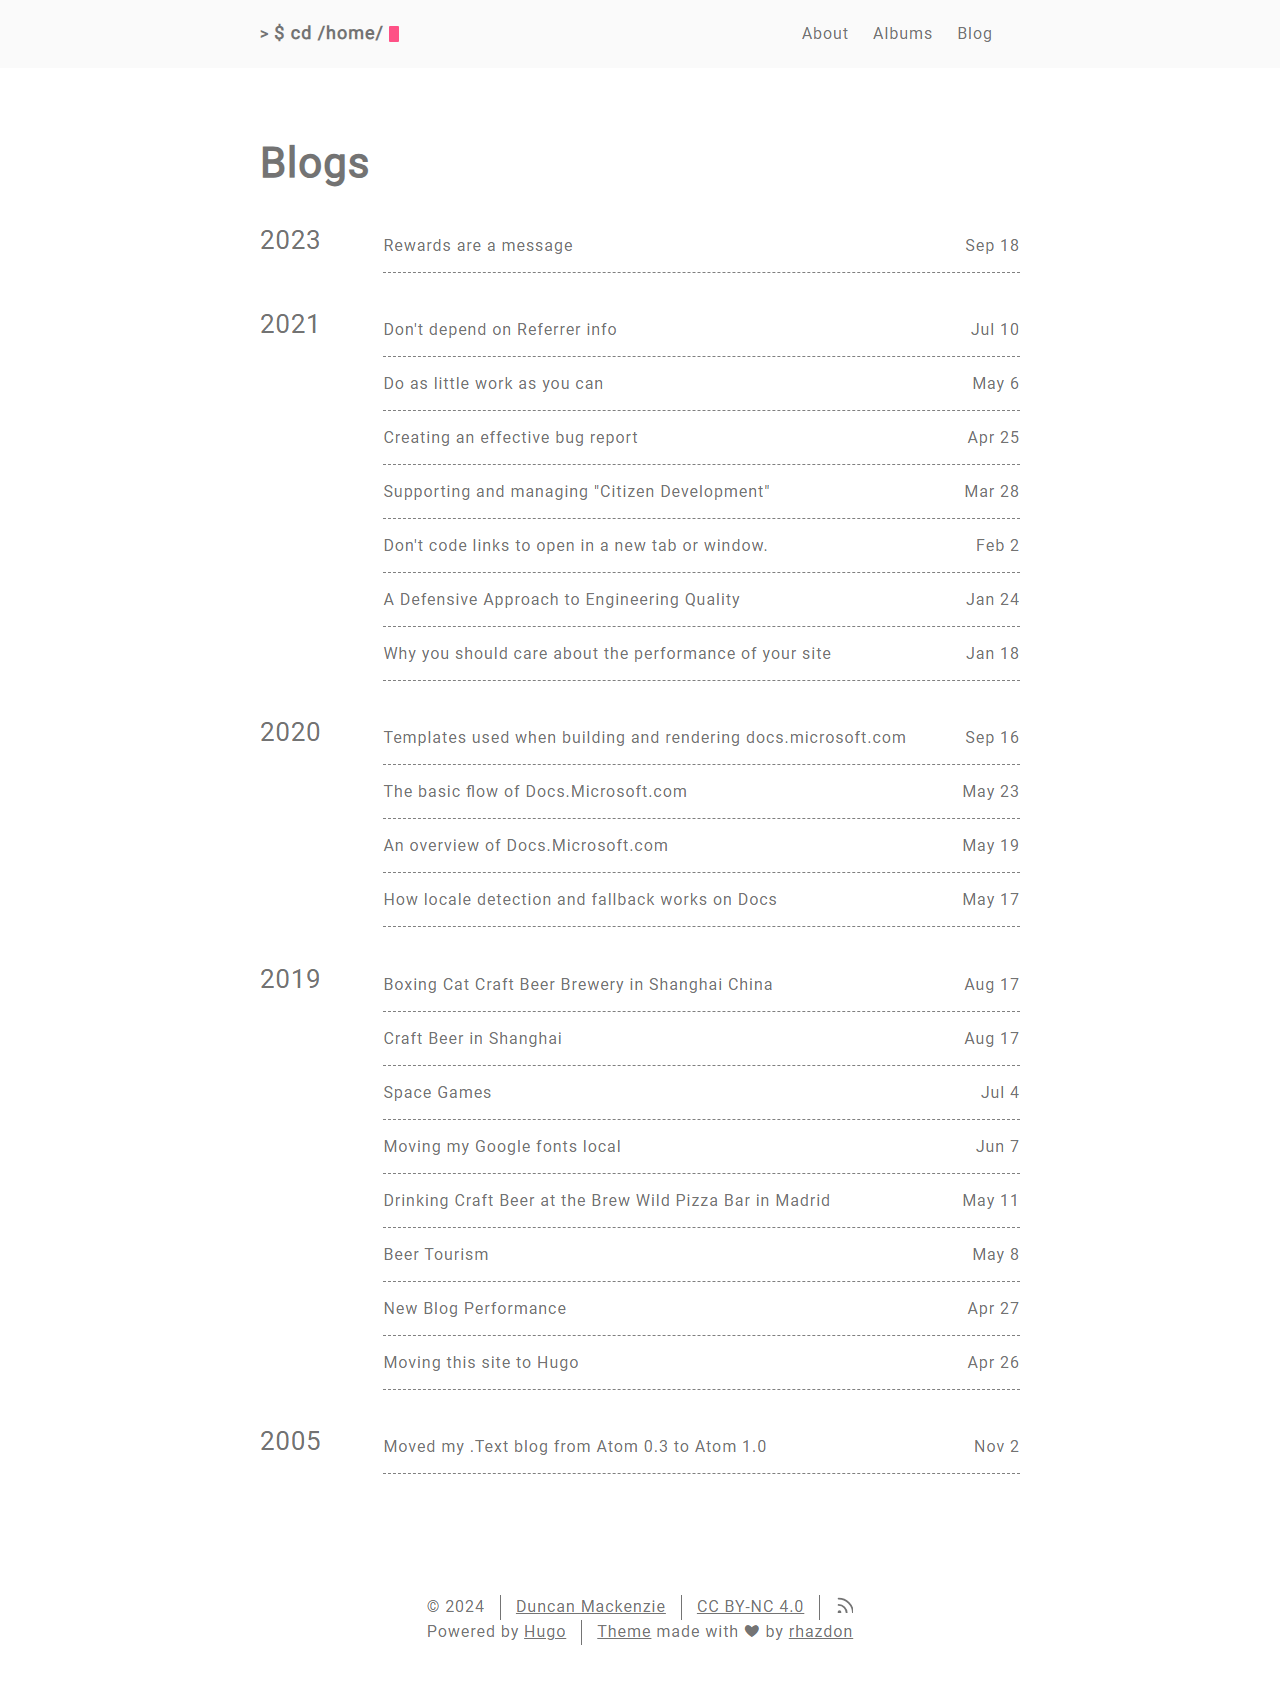 > $ cd /home/
About Albums Blog
Blogs
2023
Rewards are a message Sep 18
2021
Don't depend on Referrer info Jul 10
Do as little work as you can May 6
Creating an effective bug report Apr 25
Supporting and managing "Citizen Development" Mar 28
Don't code links to open in a new tab or window. Feb 2
A Defensive Approach to Engineering Quality Jan 24
Why you should care about the performance of your site Jan 18
2020
Templates used when building and rendering docs.microsoft.com Sep 16
The basic flow of Docs.Microsoft.com May 23
An overview of Docs.Microsoft.com May 19
How locale detection and fallback works on Docs May 17
2019
Boxing Cat Craft Beer Brewery in Shanghai China Aug 17
Craft Beer in Shanghai Aug 17
Space Games Jul 4
Moving my Google fonts local Jun 7
Drinking Craft Beer at the Brew Wild Pizza Bar in Madrid May 11
Beer Tourism May 8
New Blog Performance Apr 27
Moving this site to Hugo Apr 26
2005
Moved my .Text blog from Atom 0.3 to Atom 1.0 Nov 2
© 2024 Duncan Mackenzie CC BY-NC 4.0
Powered by Hugo Theme made with ♥ by rhazdon